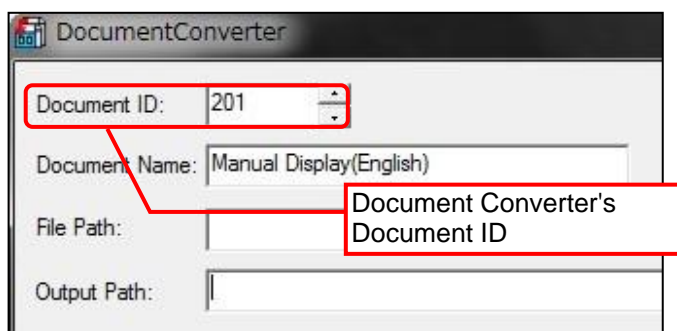 DocumentConverter
Document ID: 201
Document Name: Manual Display(English)
Document Converter's
Document ID
File Path:
Output Path: